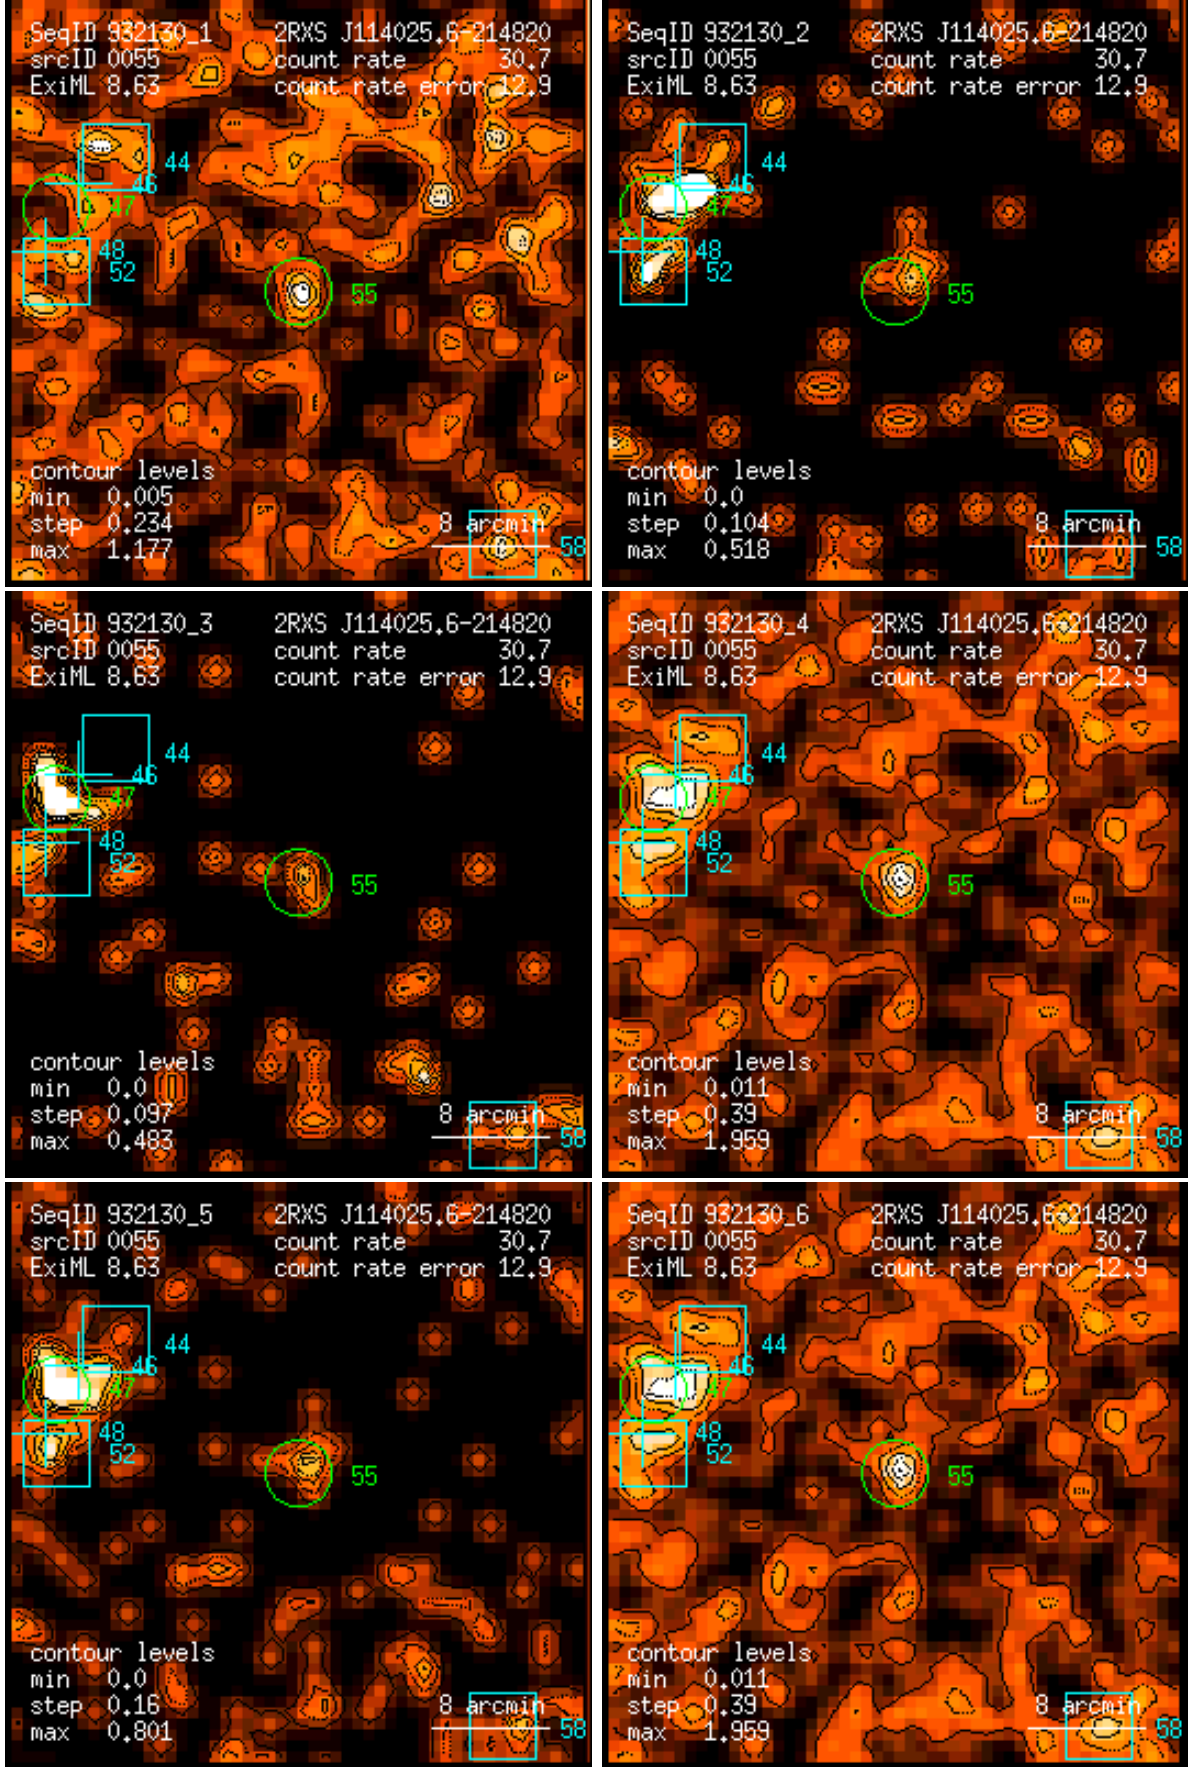 SeqID 932130_1 2RXS J114025.6-214820
srcID 0055 count rate 30.7
ExiML 8.63 count rate error 12.9
44
46
47
48
52
55
contour levels
min 0.005
step 0.234
max 1.177
8 arcmin
58
SeqID 932130_2 2RXS J114025.6-214820
srcID 0055 count rate 30.7
ExiML 8.63 count rate error 12.9
44
46
47
48
52
55
contour levels
min 0.0
step 0.104
max 0.518
8 arcmin
58
SeqID 932130_3 2RXS J114025.6-214820
srcID 0055 count rate 30.7
ExiML 8.63 count rate error 12.9
44
46
47
48
52
55
contour levels
min 0.0
step 0.097
max 0.483
8 arcmin
58
SeqID 932130_4 2RXS J114025.6-214820
srcID 0055 count rate 30.7
ExiML 8.63 count rate error 12.9
44
46
47
48
52
55
contour levels
min 0.011
step 0.39
max 1.959
8 arcmin
58
SeqID 932130_5 2RXS J114025.6-214820
srcID 0055 count rate 30.7
ExiML 8.63 count rate error 12.9
44
46
47
48
52
55
contour levels
min 0.0
step 0.16
max 0.801
8 arcmin
58
SeqID 932130_6 2RXS J114025.6-214820
srcID 0055 count rate 30.7
ExiML 8.63 count rate error 12.9
44
46
47
48
52
55
contour levels
min 0.011
step 0.39
max 1.959
8 arcmin
58